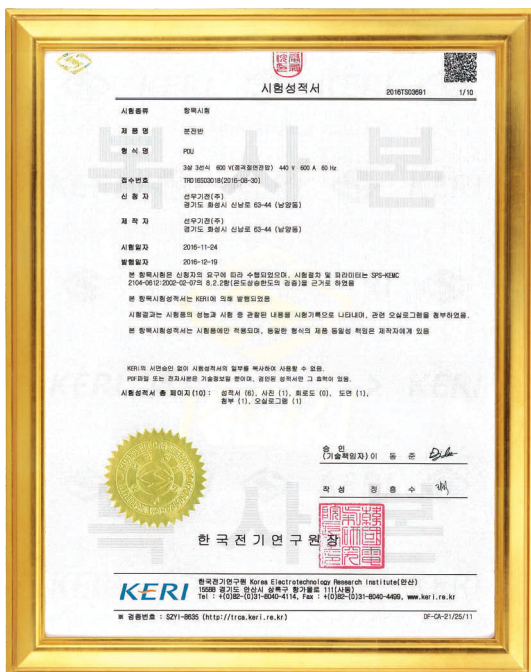 시험성적서
2016TS03691 1/10
시험종류 항목시험
제 품 명 분전반
형 식 명 PDU
3상 3선식 600 V(정격절연전압) 440 V 600 A 60 Hz
접수번호 TR016S03018(2016-08-30)
신 청 자 선우기전(주)
경기도 화성시 신남로 63-44 (남양동)
제 작 자 선우기전(주)
경기도 화성시 신남로 63-44 (남양동)
시험일자 2016-11-24
발행일자 2016-12-19
본 항목시험은 신청자의 요구에 따라 수행되었으며, 시험절차 및 파라미터는 SPS-KEMC
2104-0612:2002-02-07의 8.2.2항(온도상승한도의 검증)을 근거로 하였음
본 항목시험성적서는 KERI에 의해 발행되었음
시험결과는 시험품의 성능과 시험 중 관찰된 내용을 시험기록으로 나타내며, 관련 오실로그램을 첨부하였음.
본 항목시험성적서는 시험품에만 적용되며, 동일한 형식의 제품 동일성 책임은 제작자에게 있음
KERI의 서면승인 없이 시험성적서의 일부를 복사하여 사용할 수 없음.
PDF파일 또는 전자사본은 기술정보일 뿐이며, 검인된 성적서만 그 효력이 있음.
시험성적서 총 페이지(10): 성적서 (6), 사진 (1), 회로도 (0), 도면 (1),
첨부 (1), 오실로그램 (1)
승 인
(기술책임자) 이 동 준
작 성 정 흥 수
한국전기연구원장
KERI
한국전기연구원 Korea Electrotechnology Research Institute(안산)
15588 경기도 안산시 상록구 항가울로 111(사동)
Tel : +(0)82-(0)31-8040-4114, Fax : +(0)82-(0)31-8040-4499, www.keri.re.kr
※ 검증번호 : SZYI-8635 (http://trca.keri.re.kr)
OF-CA-21/25/11
복사본